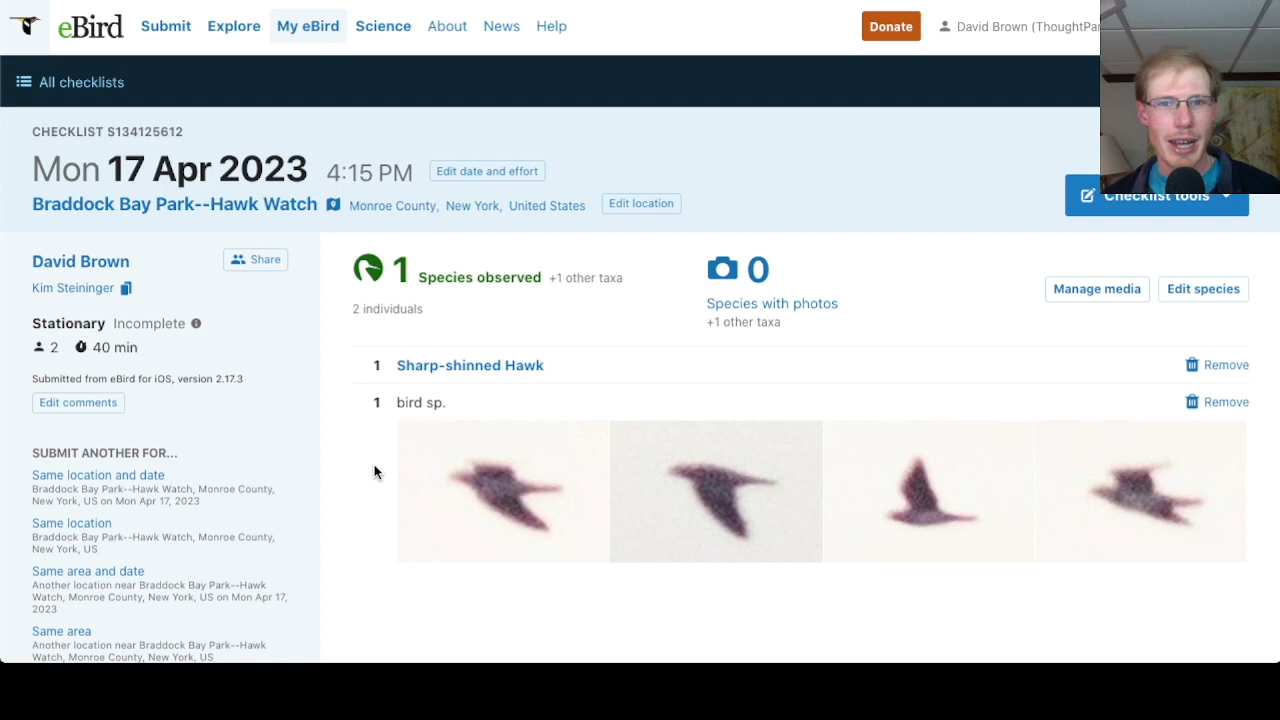 eBird Submit Explore My eBird Science About News Help Donate David Brown (ThoughtPa
All checklists
CHECKLIST S134125612
Mon 17 Apr 2023 4:15 PM Edit date and effort
Braddock Bay Park--Hawk Watch Monroe County, New York, United States Edit location
Checklist tools
David Brown Share
Kim Steininger
Stationary Incomplete
2 40 min
Submitted from eBird for iOS, version 2.17.3
Edit comments
SUBMIT ANOTHER FOR...
Same location and date
Braddock Bay Park--Hawk Watch, Monroe County,
New York, US on Mon Apr 17, 2023
Same location
Braddock Bay Park--Hawk Watch, Monroe County,
New York, US
Same area and date
Another location near Braddock Bay Park--Hawk
Watch, Monroe County, New York, US on Mon Apr 17,
2023
Same area
Another location near Braddock Bay Park--Hawk
Watch, Monroe County, New York, US
1 Species observed +1 other taxa
2 individuals
0
Species with photos
+1 other taxa
Manage media Edit species
1 Sharp-shinned Hawk Remove
1 bird sp. Remove